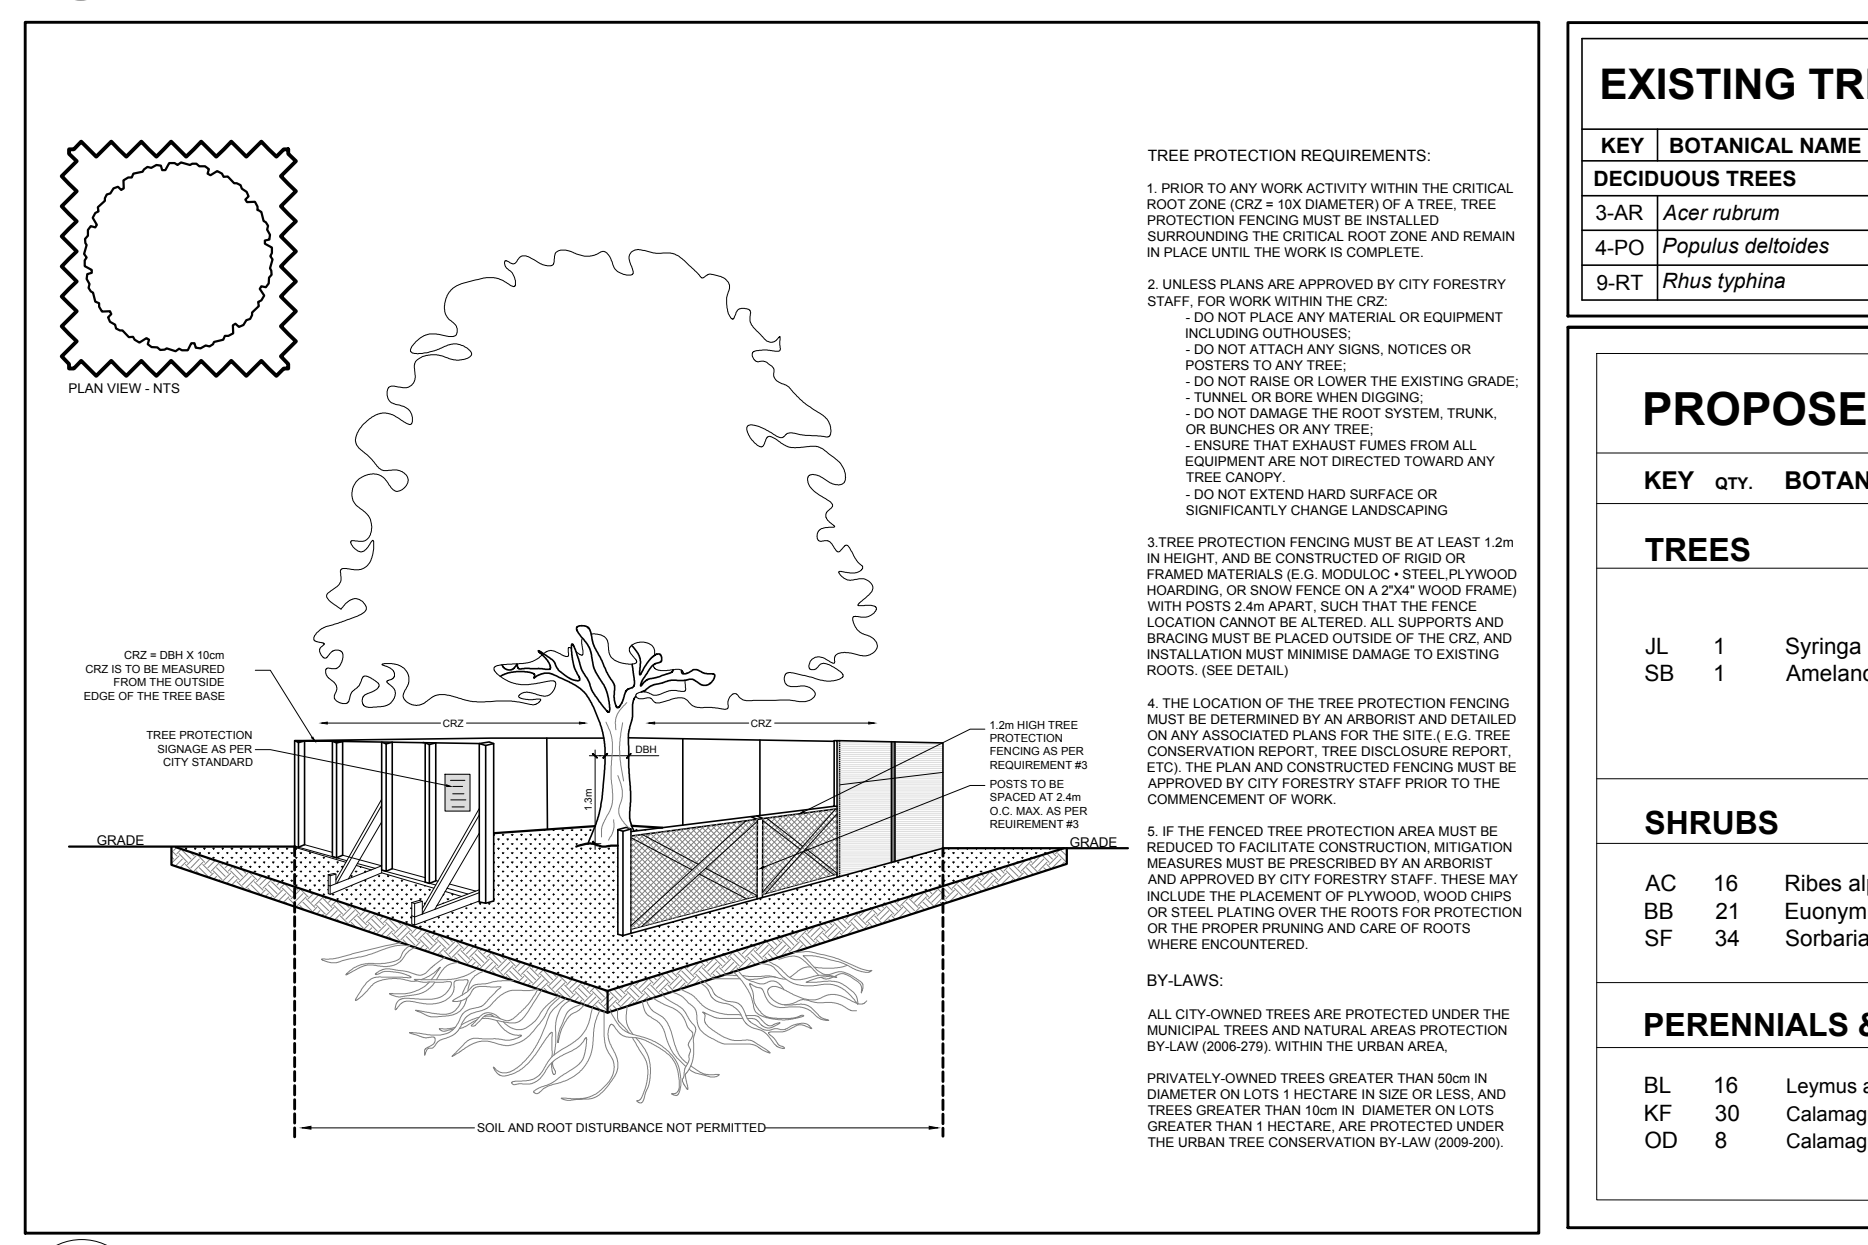 PLAN VIEW - NTS
CRZ = DBH X 10cm
CRZ IS TO BE MEASURED
FROM THE OUTSIDE
EDGE OF THE TREE BASE
TREE PROTECTION
SIGNAGE AS PER
CITY STANDARD
CRZ
CRZ
DBH
1.3m
1.2m HIGH TREE
PROTECTION
FENCING AS PER
REQUIREMENT #3
POSTS TO BE
SPACED AT 2.4m
O.C. MAX. AS PER
REUIREMENT #3
GRADE
GRADE
SOIL AND ROOT DISTURBANCE NOT PERMITTED
TREE PROTECTION REQUIREMENTS:
1. PRIOR TO ANY WORK ACTIVITY WITHIN THE CRITICAL
ROOT ZONE (CRZ = 10X DIAMETER) OF A TREE, TREE
PROTECTION FENCING MUST BE INSTALLED
SURROUNDING THE CRITICAL ROOT ZONE AND REMAIN
IN PLACE UNTIL THE WORK IS COMPLETE.
2. UNLESS PLANS ARE APPROVED BY CITY FORESTRY
STAFF, FOR WORK WITHIN THE CRZ:
- DO NOT PLACE ANY MATERIAL OR EQUIPMENT
INCLUDING OUTHOUSES;
- DO NOT ATTACH ANY SIGNS, NOTICES OR
POSTERS TO ANY TREE;
- DO NOT RAISE OR LOWER THE EXISTING GRADE;
- TUNNEL OR BORE WHEN DIGGING;
- DO NOT DAMAGE THE ROOT SYSTEM, TRUNK,
OR BUNCHES OR ANY TREE;
- ENSURE THAT EXHAUST FUMES FROM ALL
EQUIPMENT ARE NOT DIRECTED TOWARD ANY
TREE CANOPY.
- DO NOT EXTEND HARD SURFACE OR
SIGNIFICANTLY CHANGE LANDSCAPING
3.TREE PROTECTION FENCING MUST BE AT LEAST 1.2m
IN HEIGHT, AND BE CONSTRUCTED OF RIGID OR
FRAMED MATERIALS (E.G. MODULOC • STEEL,PLYWOOD
HOARDING, OR SNOW FENCE ON A 2"X4" WOOD FRAME)
WITH POSTS 2.4m APART, SUCH THAT THE FENCE
LOCATION CANNOT BE ALTERED. ALL SUPPORTS AND
BRACING MUST BE PLACED OUTSIDE OF THE CRZ, AND
INSTALLATION MUST MINIMISE DAMAGE TO EXISTING
ROOTS. (SEE DETAIL)
4. THE LOCATION OF THE TREE PROTECTION FENCING
MUST BE DETERMINED BY AN ARBORIST AND DETAILED
ON ANY ASSOCIATED PLANS FOR THE SITE.( E.G. TREE
CONSERVATION REPORT, TREE DISCLOSURE REPORT,
ETC). THE PLAN AND CONSTRUCTED FENCING MUST BE
APPROVED BY CITY FORESTRY STAFF PRIOR TO THE
COMMENCEMENT OF WORK.
5. IF THE FENCED TREE PROTECTION AREA MUST BE
REDUCED TO FACILITATE CONSTRUCTION, MITIGATION
MEASURES MUST BE PRESCRIBED BY AN ARBORIST
AND APPROVED BY CITY FORESTRY STAFF. THESE MAY
INCLUDE THE PLACEMENT OF PLYWOOD, WOOD CHIPS
OR STEEL PLATING OVER THE ROOTS FOR PROTECTION
OR THE PROPER PRUNING AND CARE OF ROOTS
WHERE ENCOUNTERED.
BY-LAWS:
ALL CITY-OWNED TREES ARE PROTECTED UNDER THE
MUNICIPAL TREES AND NATURAL AREAS PROTECTION
BY-LAW (2006-279). WITHIN THE URBAN AREA,
PRIVATELY-OWNED TREES GREATER THAN 50cm IN
DIAMETER ON LOTS 1 HECTARE IN SIZE OR LESS, AND
TREES GREATER THAN 10cm IN DIAMETER ON LOTS
GREATER THAN 1 HECTARE, ARE PROTECTED UNDER
THE URBAN TREE CONSERVATION BY-LAW (2009-200).
EXISTING TR
KEY BOTANICAL NAME
DECIDUOUS TREES
3-AR Acer rubrum
4-PO Populus deltoides
9-RT Rhus typhina
PROPOSE
KEY QTY. BOTAN
TREES
JL 1 Syringa
SB 1 Amelanc
SHRUBS
AC 16 Ribes al
BB 21 Euonym
SF 34 Sorbaria
PERENNIALS &
BL 16 Leymus a
KF 30 Calamag
OD 8 Calamag